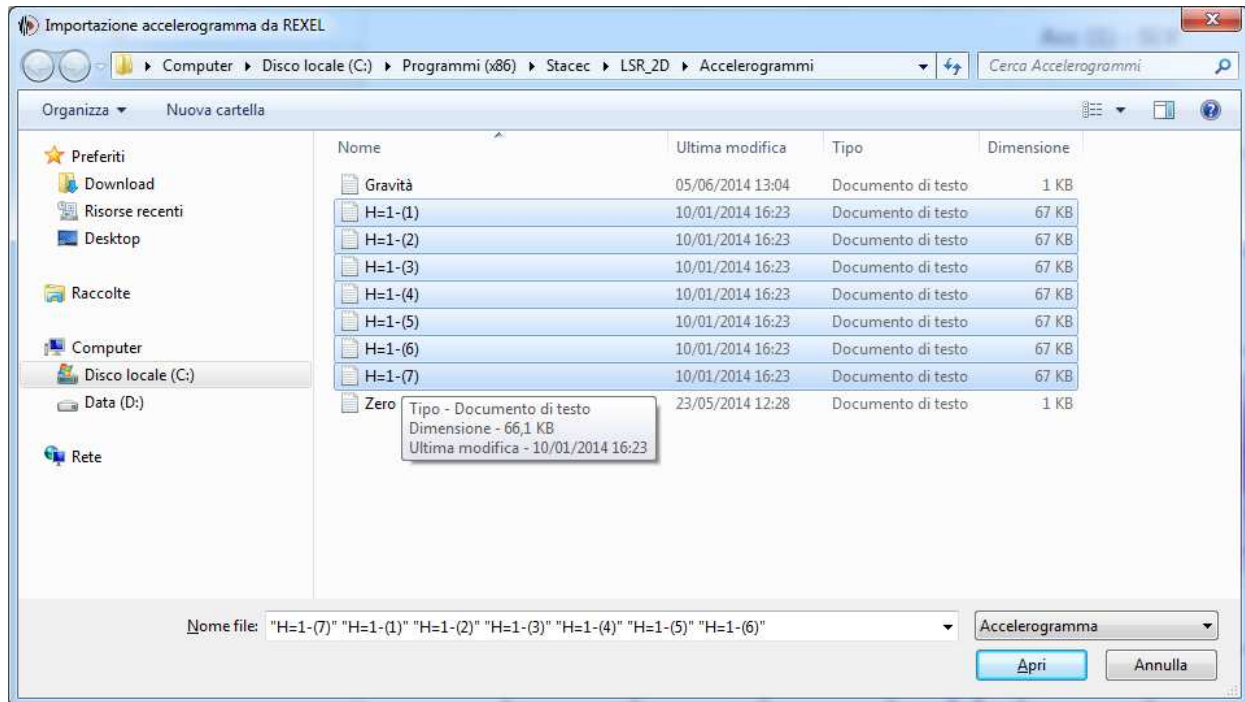 Importazione accelerogramma da REXEL
Computer Disco locale (C:) Programmi (x86) Stacec LSR_2D Accelerogrammi Cerca Accelerogrammi
Organizza Nuova cartella
Preferiti
Download
Risorse recenti
Desktop
Raccolte
Computer
Disco locale (C:)
Data (D:)
Rete
Nome Ultima modifica Tipo Dimensione
Gravità 05/06/2014 13:04 Documento di testo 1 KB
H=1-(1) 10/01/2014 16:23 Documento di testo 67 KB
H=1-(2) 10/01/2014 16:23 Documento di testo 67 KB
H=1-(3) 10/01/2014 16:23 Documento di testo 67 KB
H=1-(4) 10/01/2014 16:23 Documento di testo 67 KB
H=1-(5) 10/01/2014 16:23 Documento di testo 67 KB
H=1-(6) 10/01/2014 16:23 Documento di testo 67 KB
H=1-(7) 10/01/2014 16:23 Documento di testo 67 KB
Zero 23/05/2014 12:28 Documento di testo 1 KB
Tipo - Documento di testo
Dimensione - 66,1 KB
Ultima modifica - 10/01/2014 16:23
Nome file: "H=1-(7)" "H=1-(1)" "H=1-(2)" "H=1-(3)" "H=1-(4)" "H=1-(5)" "H=1-(6)" Accelerogramma
Apri Annulla